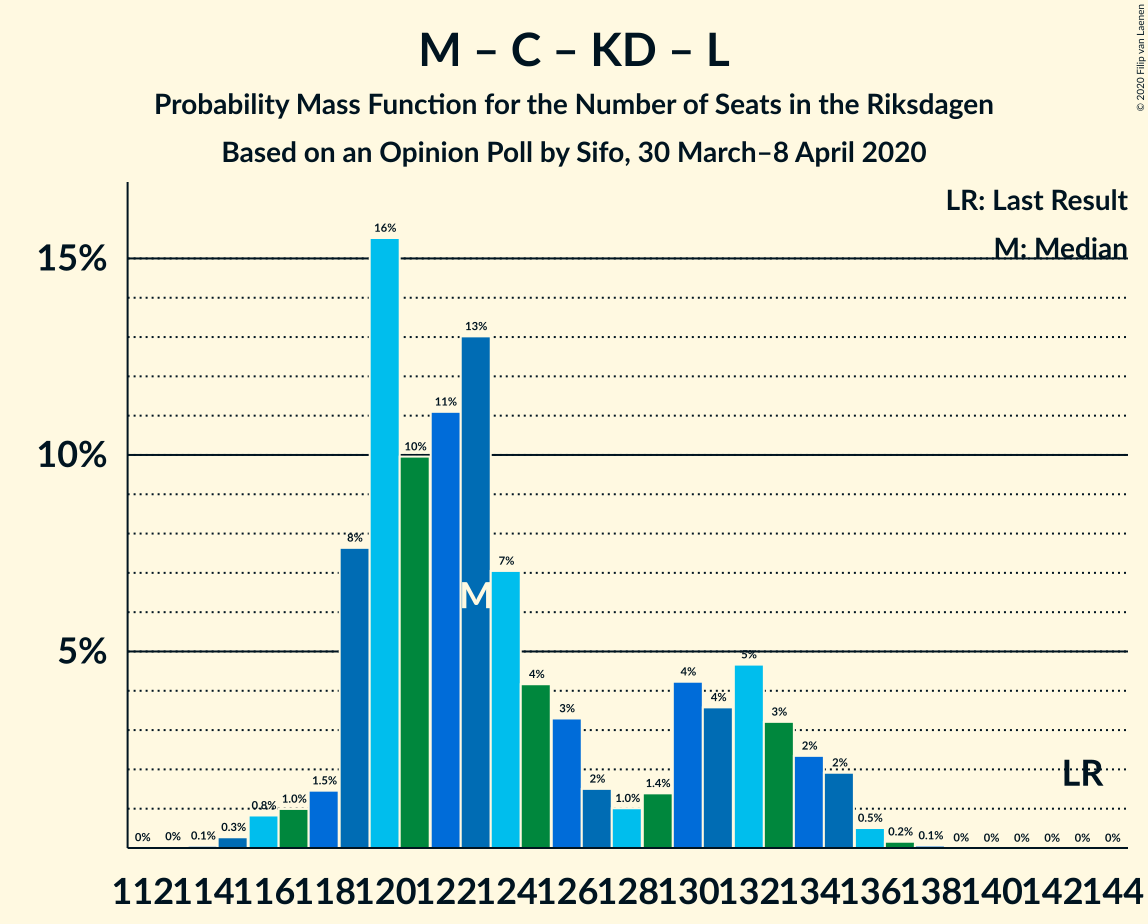 M – C – KD – L
Probability Mass Function for the Number of Seats in the Riksdagen
Based on an Opinion Poll by Sifo, 30 March–8 April 2020
© 2020 Filip van Laenen
LR: Last Result
M: Median
15%
10%
5%
0% 0% 0.1% 0.3% 0.8% 1.0% 1.5% 8% 16% 10% 11% 13% 7% 4% 3% 2% 1.0% 1.4% 4% 4% 5% 3% 2% 2% 0.5% 0.2% 0.1% 0% 0% 0% 0% 0% 0%
M
LR
112 114 116 118 120 122 124 126 128 130 132 134 136 138 140 142 144